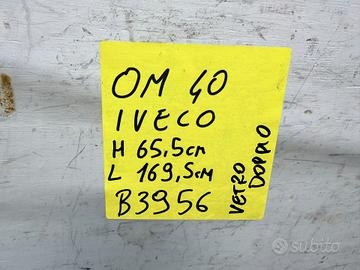 OM 40
IVECO
H 65,5cm
L 169,5cm
B3956
VETRO
DOPPIO
subito